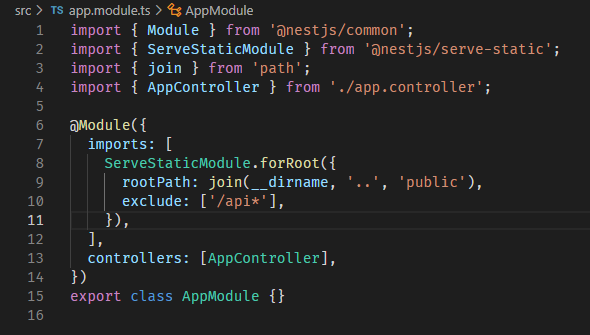 src > TS app.module.ts > AppModule
1 import { Module } from '@nestjs/common';
2 import { ServeStaticModule } from '@nestjs/serve-static';
3 import { join } from 'path';
4 import { AppController } from './app.controller';
5
6 @Module({
7   imports: [
8     ServeStaticModule.forRoot({
9       rootPath: join(__dirname, '..', 'public'),
10       exclude: ['/api*'],
11     }),
12   ],
13   controllers: [AppController],
14 })
15 export class AppModule {}
16